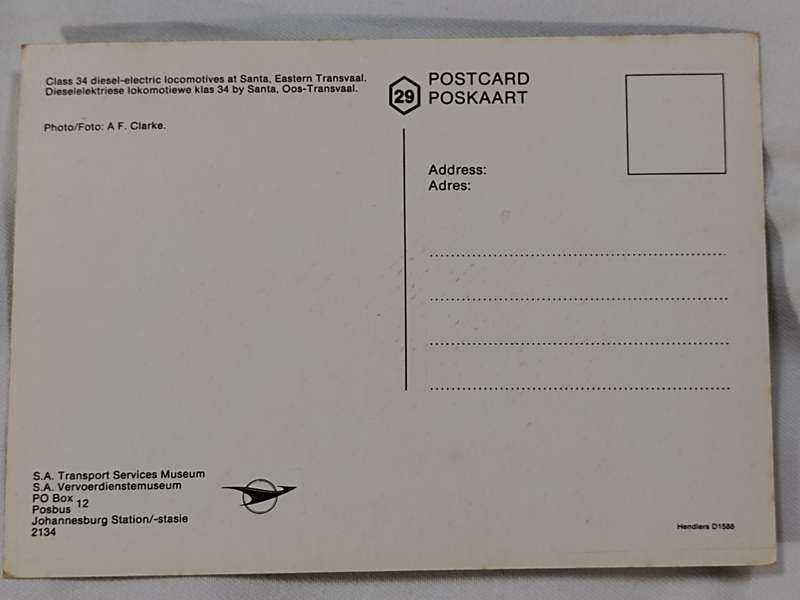 Class 34 diesel-electric locomotives at Santa, Eastern Transvaal.
Dieselelektriese lokomotiewe klas 34 by Santa, Oos-Transvaal.
Photo/Foto: A F. Clarke.
29
POSTCARD
POSKAART
Address:
Adres:
S.A. Transport Services Museum
S.A. Vervoerdienstemuseum
PO Box
Posbus 12
Johannesburg Station/-stasie
2134
Hendlers D1588